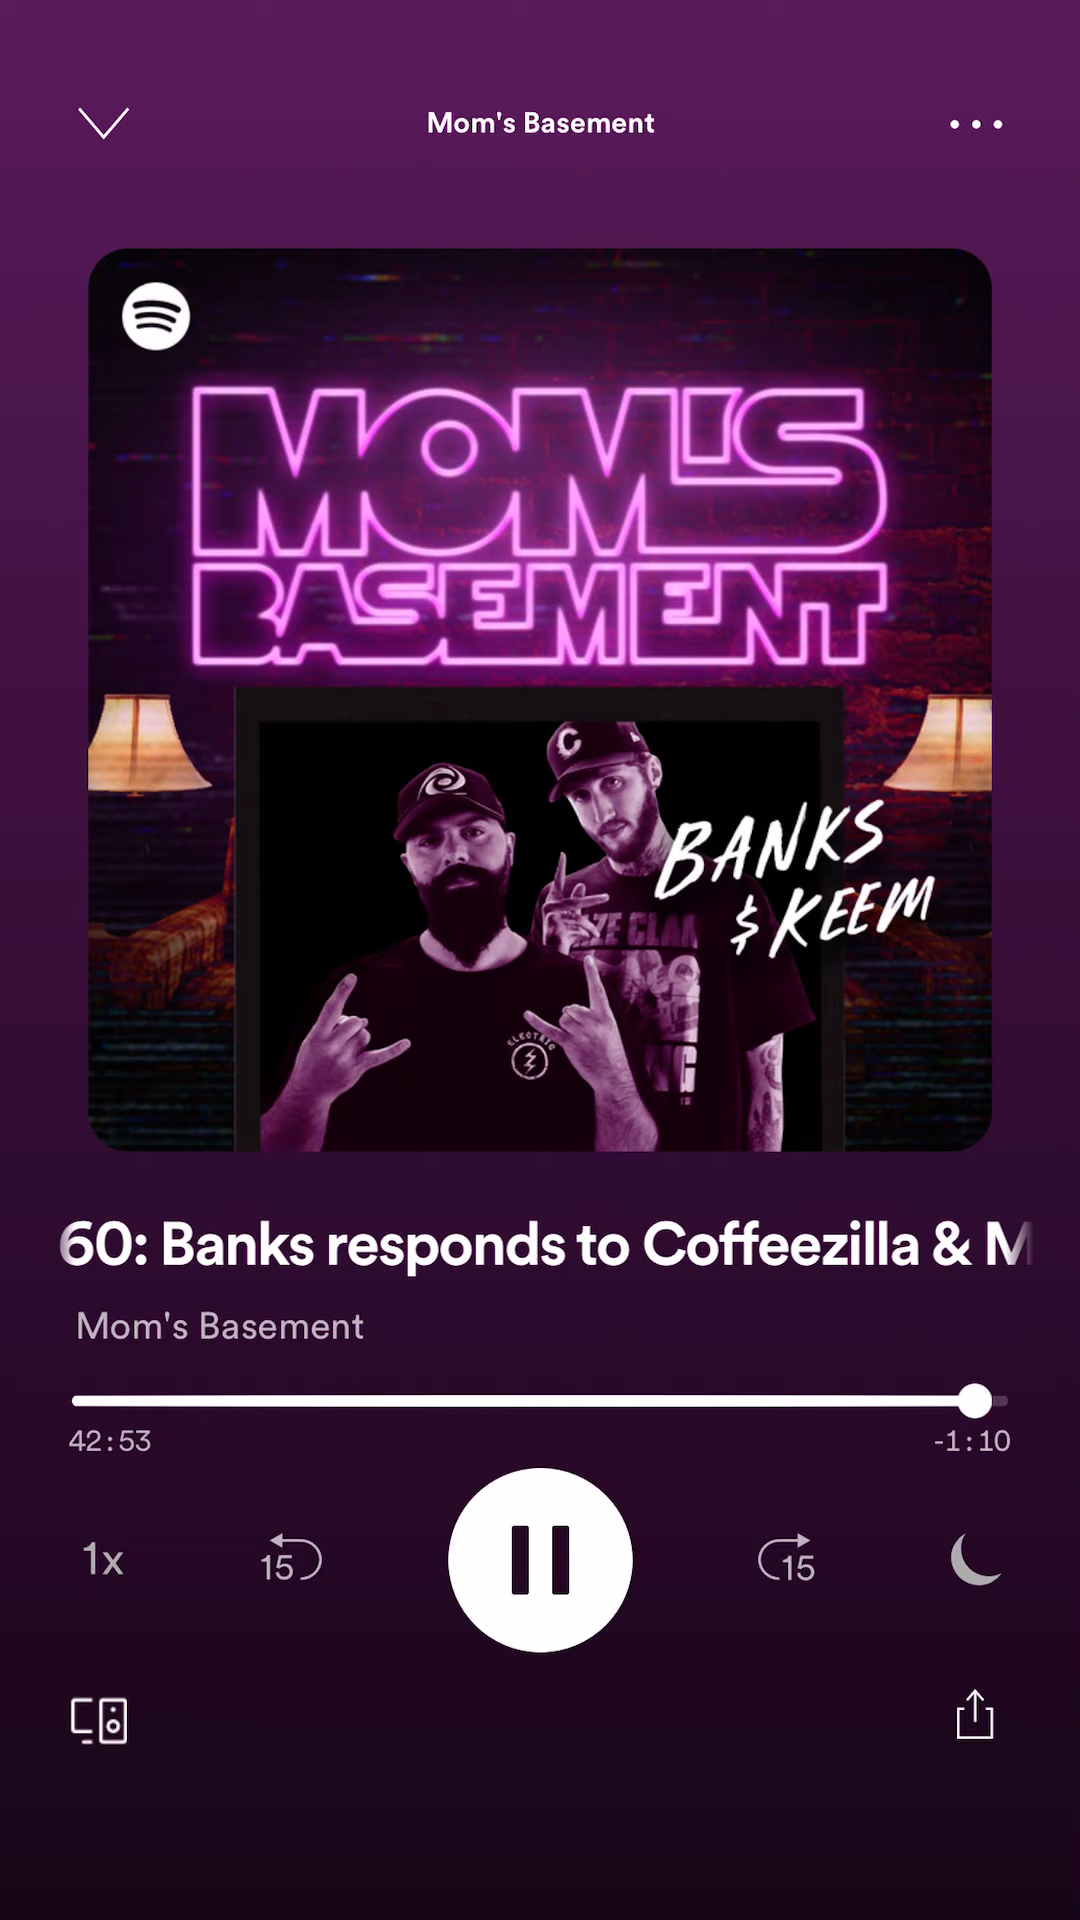 Mom's Basement
MOM'S
BASEMENT
C
BANKS
& KEEM
ELECTRIC
60: Banks responds to Coffeezilla & M
Mom's Basement
42:53
-1:10
1x
15
15